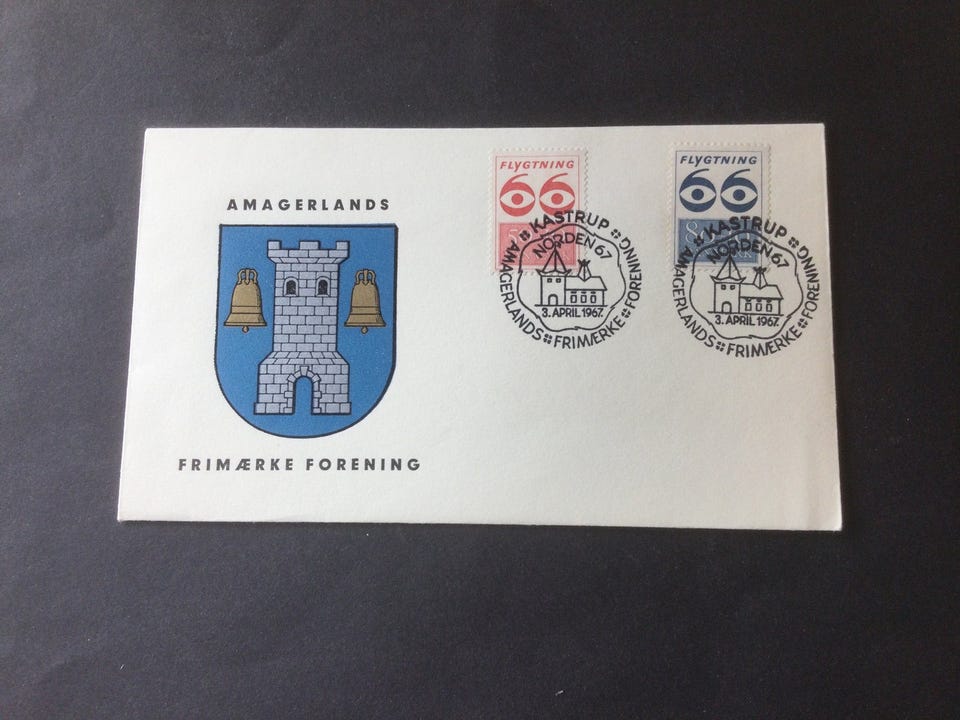 AMAGERLANDS
FRIMÆRKE FORENING
FLYGTNING
66
KASTRUP
NORDEN 67
3. APRIL 1967.
AMAGERLANDS FRIMÆRKE FORENING
FLYGTNING
66
KASTRUP
NORDEN 67
3. APRIL 1967.
AMAGERLANDS FRIMÆRKE FORENING